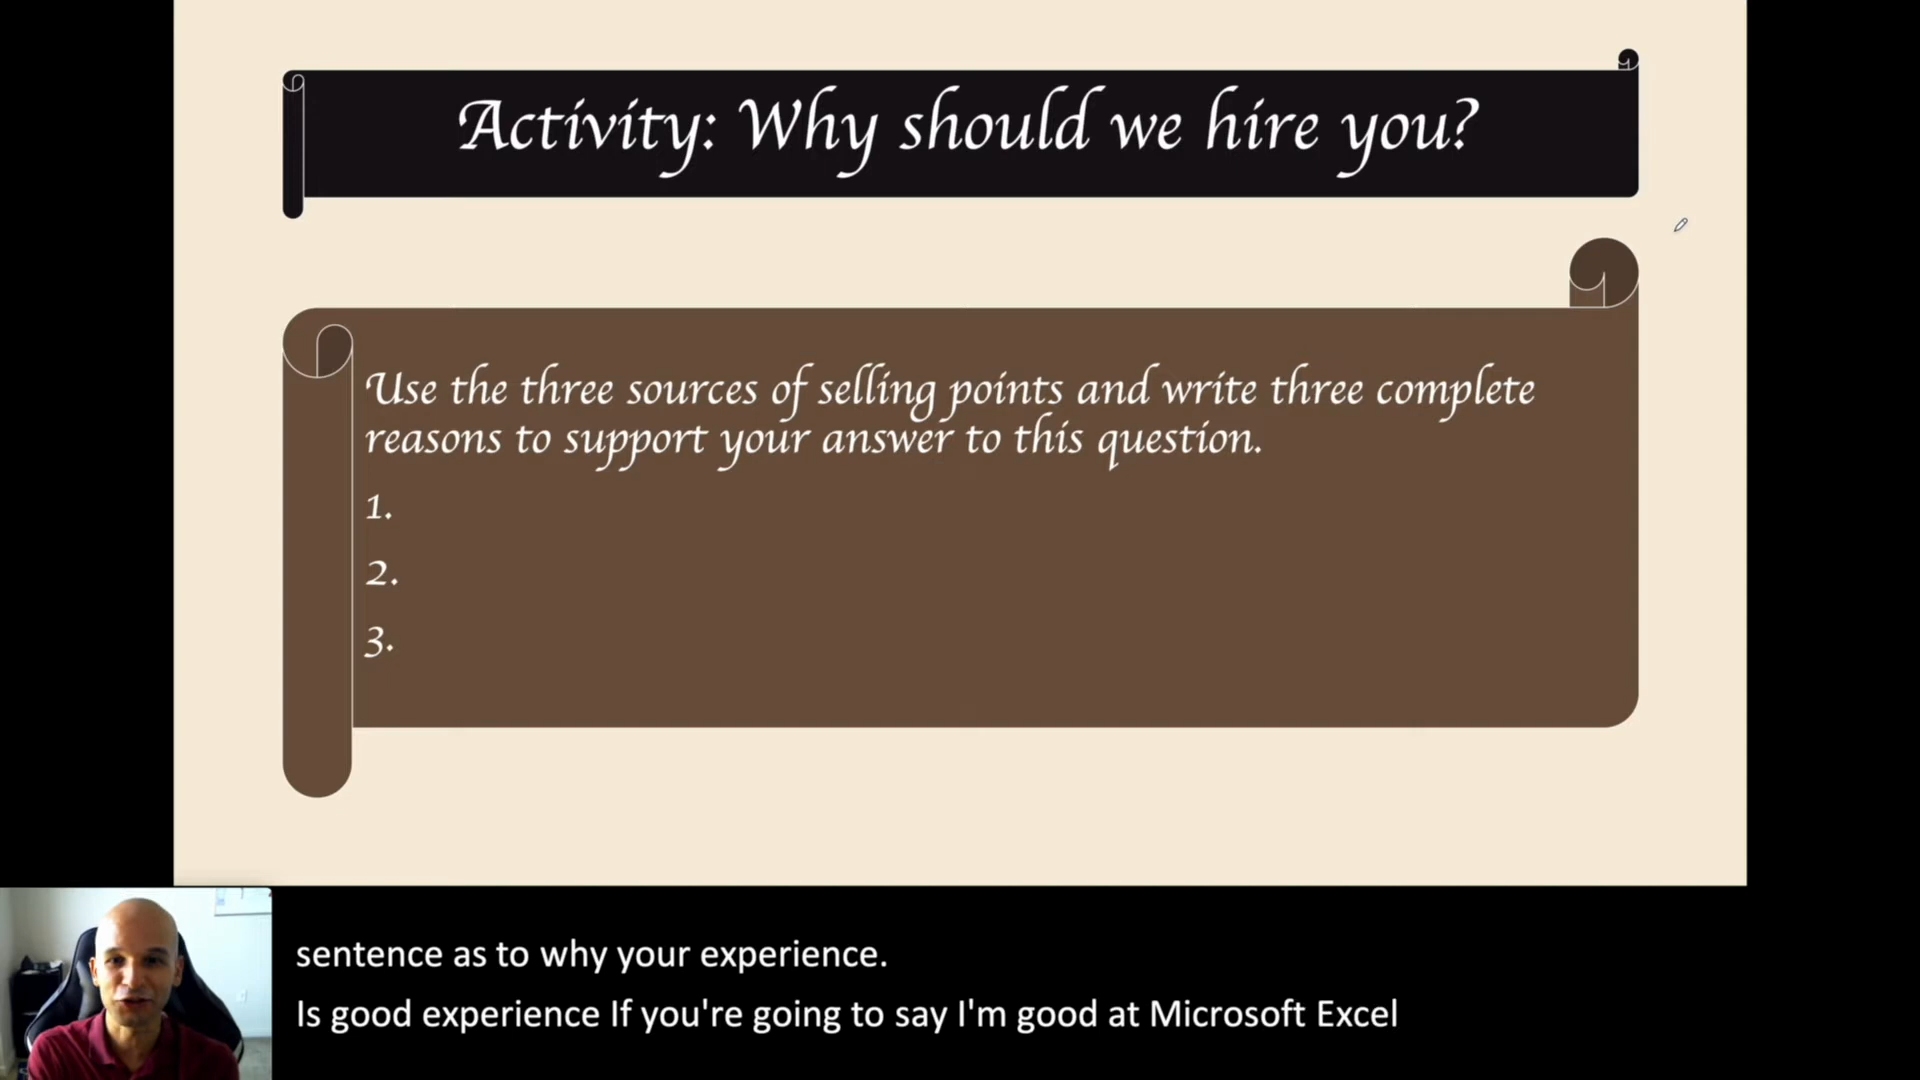 Activity: Why should we hire you?
Use the three sources of selling points and write three complete
reasons to support your answer to this question.
1.
2.
3.
sentence as to why your experience.
Is good experience If you're going to say I'm good at Microsoft Excel